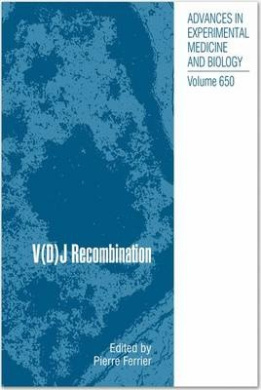 ADVANCES IN
EXPERIMENTAL
MEDICINE
AND BIOLOGY
Volume 650
V(D)J Recombination
Edited by
Pierre Ferrier